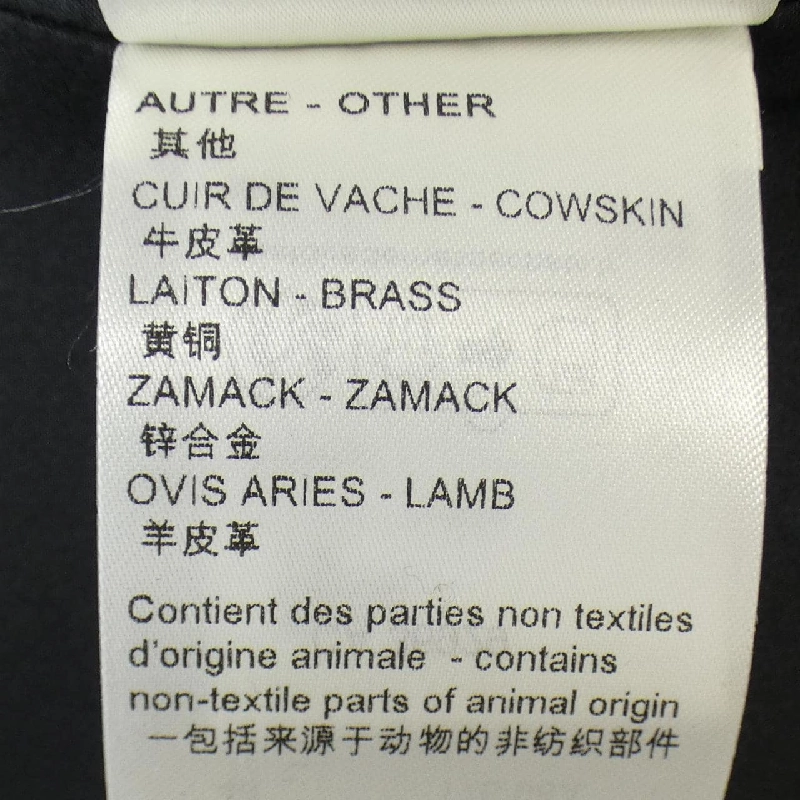 AUTRE - OTHER
其他
CUIR DE VACHE - COWSKIN
牛皮革
LAITON - BRASS
黄铜
ZAMACK - ZAMACK
锌合金
OVIS ARIES - LAMB
羊皮革
Contient des parties non textiles
d'origine animale - contains
non-textile parts of animal origin
一包括来源于动物的非纺织部件